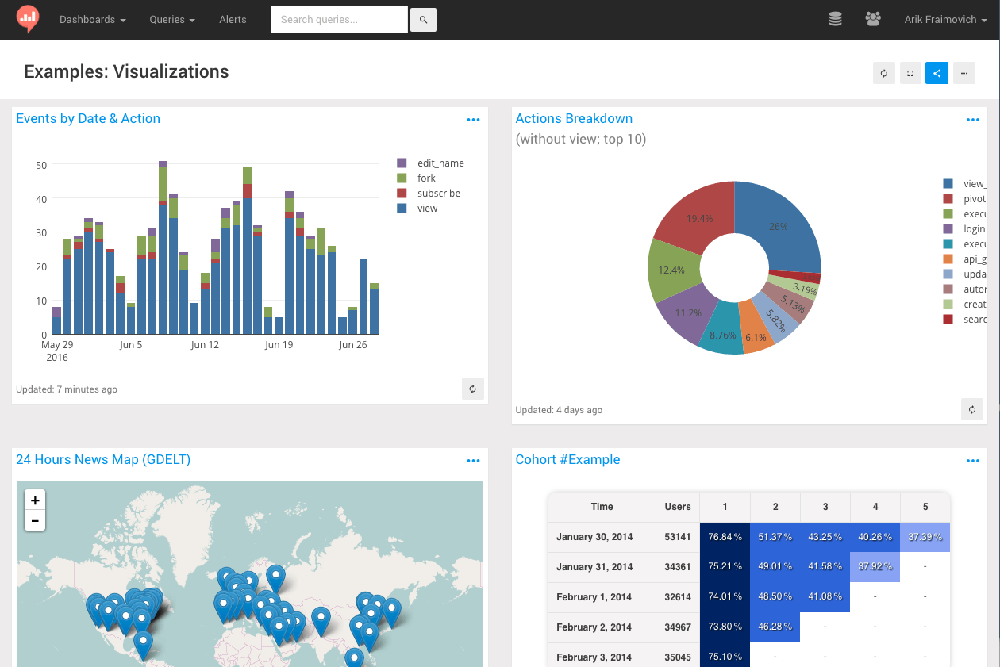 Dashboards Queries Alerts Search queries... Arik Fraimovich
Examples: Visualizations
Events by Date & Action
50
40
30
20
10
0
May 29 Jun 5 Jun 12 Jun 19 Jun 26
2016
edit_name
fork
subscribe
view
Updated: 7 minutes ago
Actions Breakdown
(without view; top 10)
19.4%
26%
12.4%
11.2%
8.76%
6.1%
5.82%
5.13%
3.19%
view_
pivot
execu
login
execu
api_g
updat
autor
create
searc
Updated: 4 days ago
24 Hours News Map (GDELT)
+
−
Cohort #Example
Time Users 1 2 3 4 5
January 30, 2014 53141 76.84% 51.37% 43.25% 40.26% 37.39%
January 31, 2014 34361 75.21% 49.01% 41.58% 37.92% -
February 1, 2014 32614 74.01% 48.50% 41.08% - -
February 2, 2014 34967 73.80% 46.28% - - -
February 3, 2014 35045 75.10% - - - -